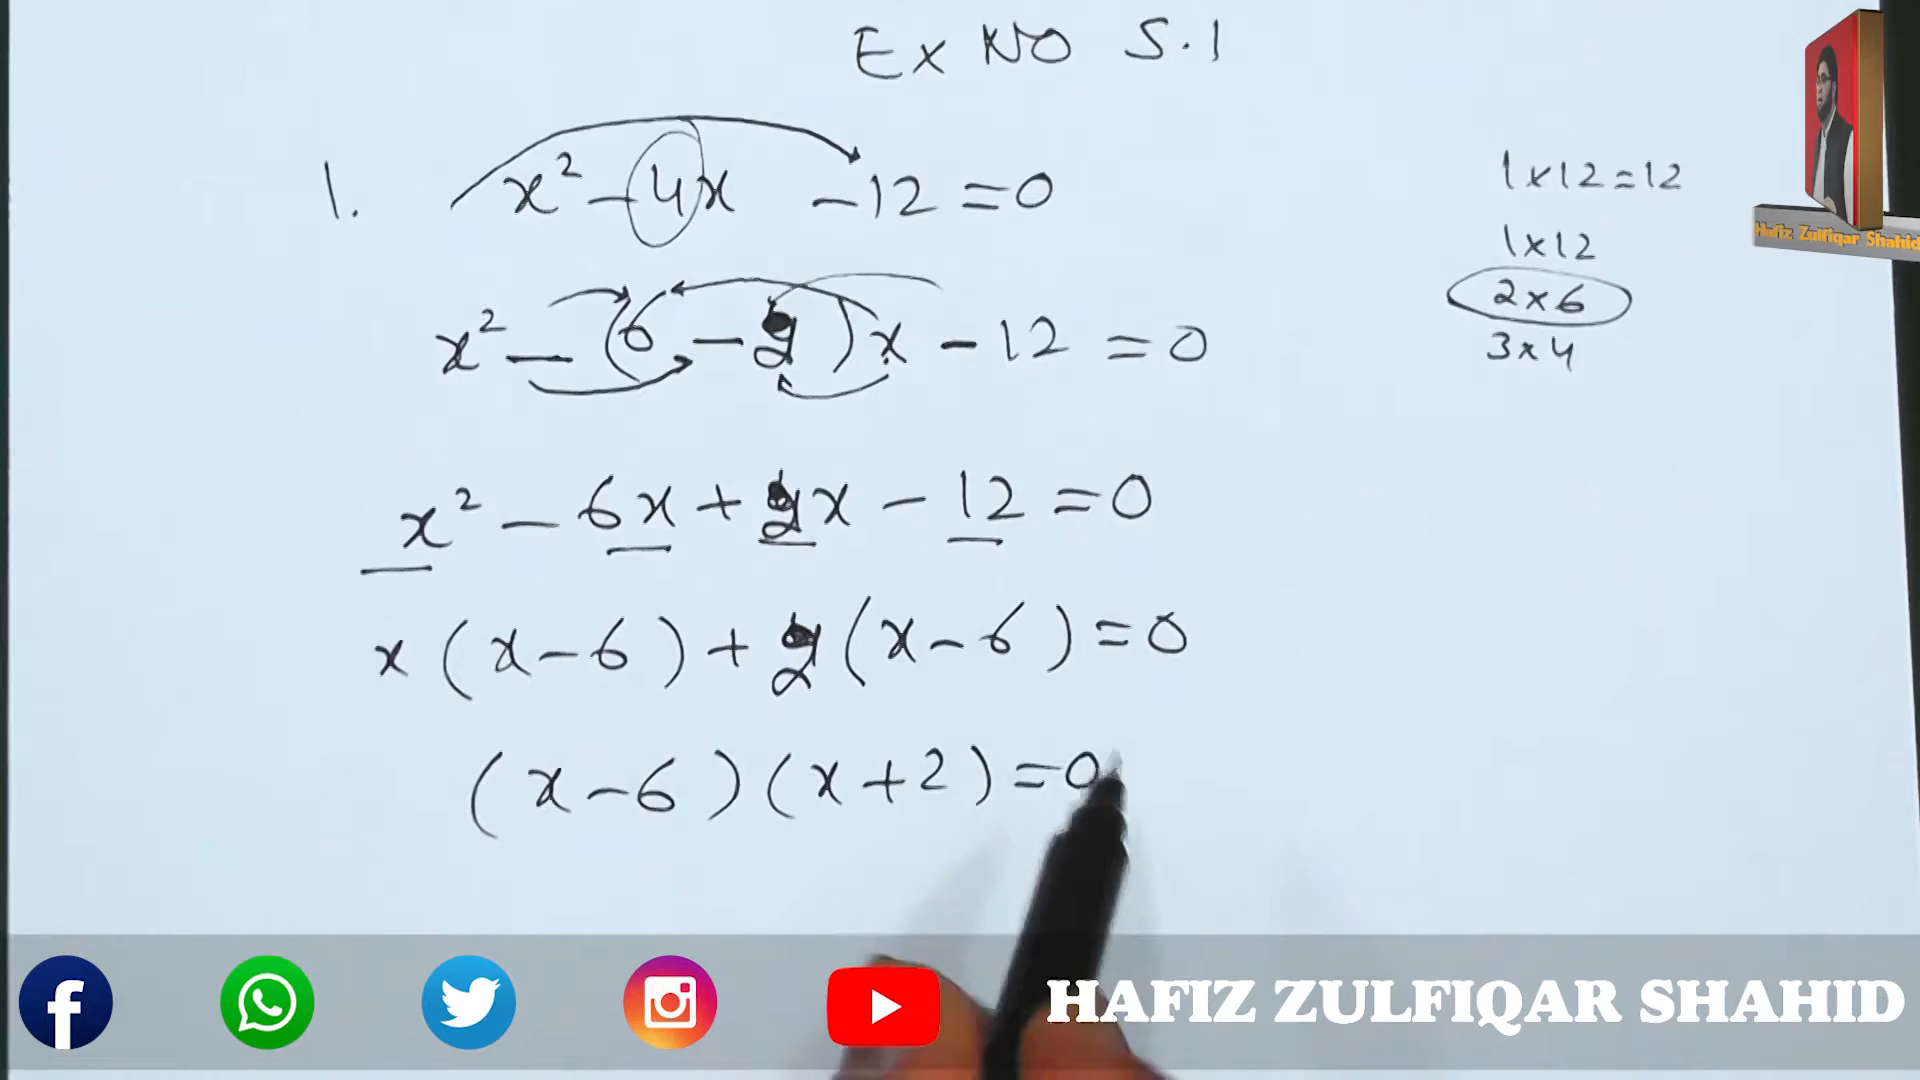 Ex NO 5.1
1. x² - 4x - 12 = 0
1 x 12 = 12
1 x 12
2 x 6
3 x 4
x² - (6 - 2)x - 12 = 0
x² - 6x + 2x - 12 = 0
x(x - 6) + 2(x - 6) = 0
(x - 6)(x + 2) = 0
Hafiz Zulfiqar Shahid
HAFIZ ZULFIQAR SHAHID